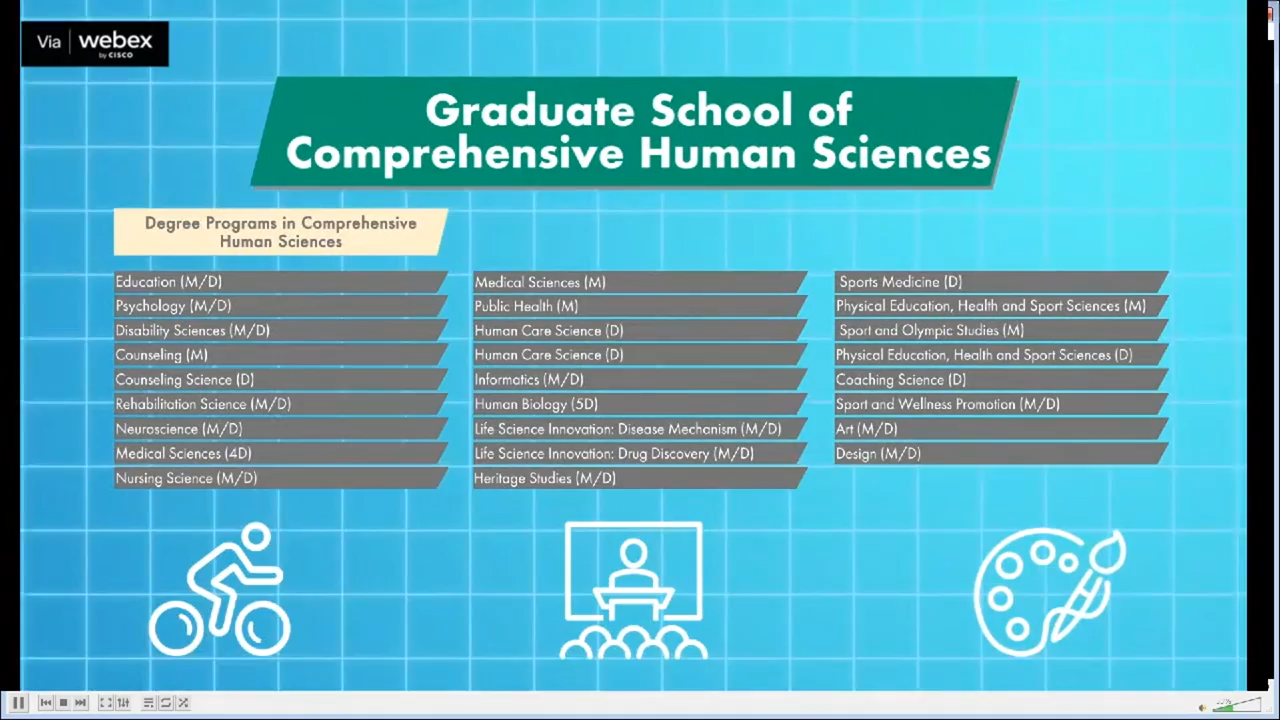 Via webex
by CISCO
Graduate School of
Comprehensive Human Sciences
Degree Programs in Comprehensive
Human Sciences
Education (M/D)
Psychology (M/D)
Disability Sciences (M/D)
Counseling (M)
Counseling Science (D)
Rehabilitation Science (M/D)
Neuroscience (M/D)
Medical Sciences (4D)
Nursing Science (M/D)
Medical Sciences (M)
Public Health (M)
Human Care Science (D)
Human Care Science (D)
Informatics (M/D)
Human Biology (5D)
Life Science Innovation: Disease Mechanism (M/D)
Life Science Innovation: Drug Discovery (M/D)
Heritage Studies (M/D)
Sports Medicine (D)
Physical Education, Health and Sport Sciences (M)
Sport and Olympic Studies (M)
Physical Education, Health and Sport Sciences (D)
Coaching Science (D)
Sport and Wellness Promotion (M/D)
Art (M/D)
Design (M/D)